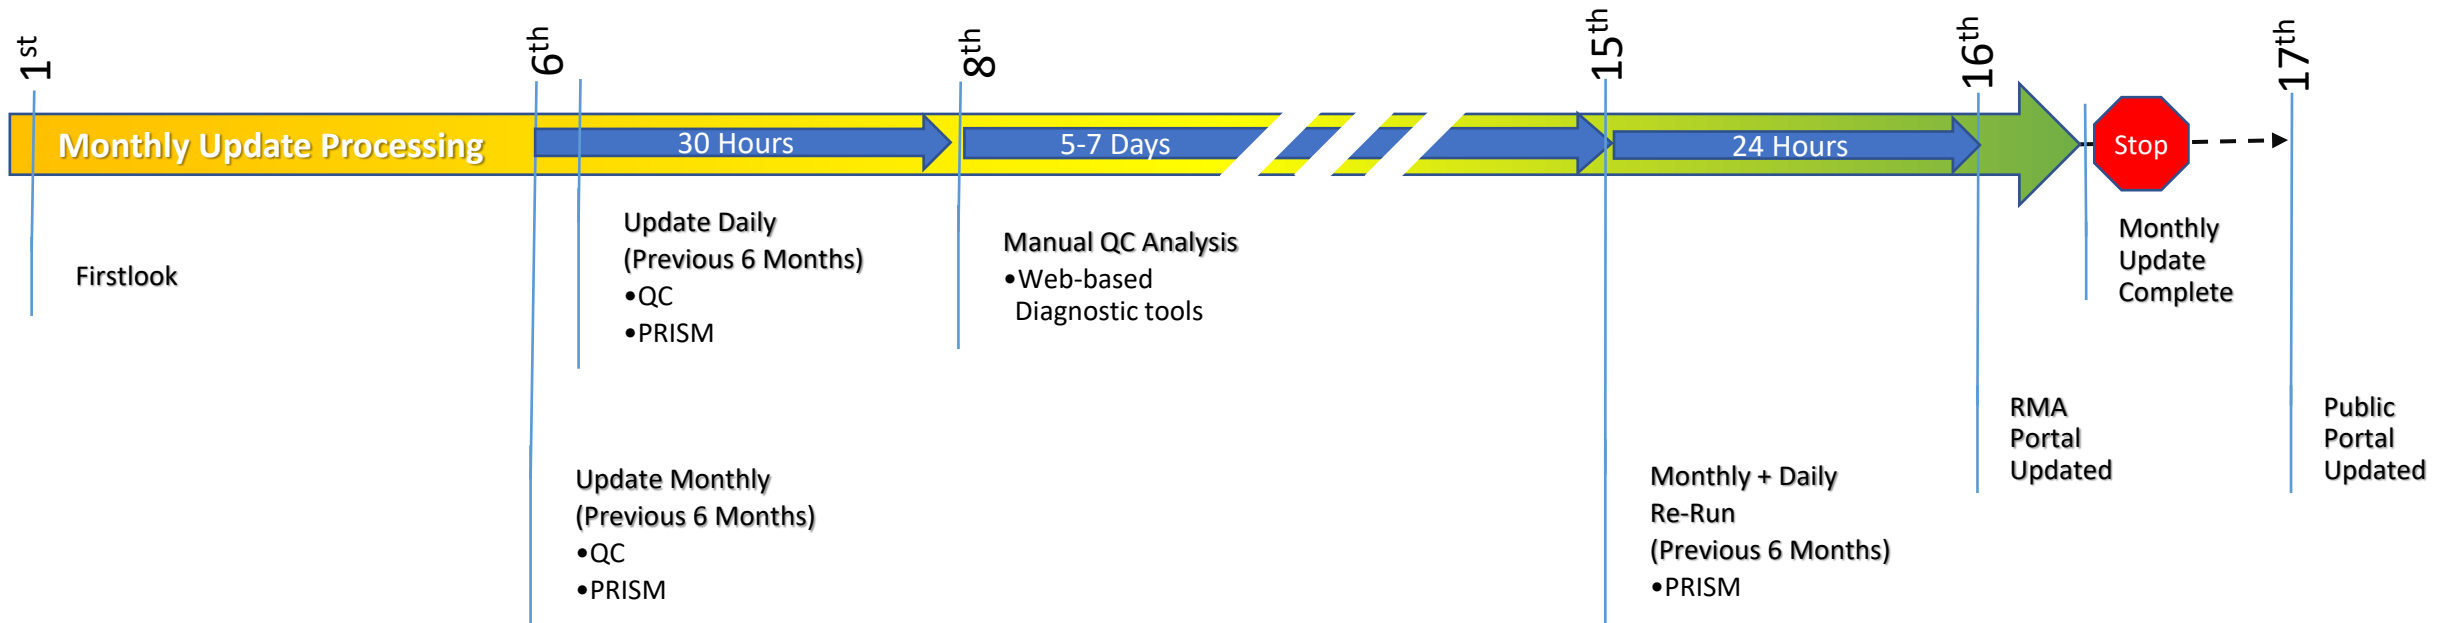 1st
6th
8th
15th
16th
17th
Monthly Update Processing
30 Hours
5-7 Days
24 Hours
Stop
Firstlook
Update Daily
(Previous 6 Months)
•QC
•PRISM
Update Monthly
(Previous 6 Months)
•QC
•PRISM
Manual QC Analysis
•Web-based
Diagnostic tools
Monthly + Daily
Re-Run
(Previous 6 Months)
•PRISM
RMA
Portal
Updated
Monthly
Update
Complete
Public
Portal
Updated